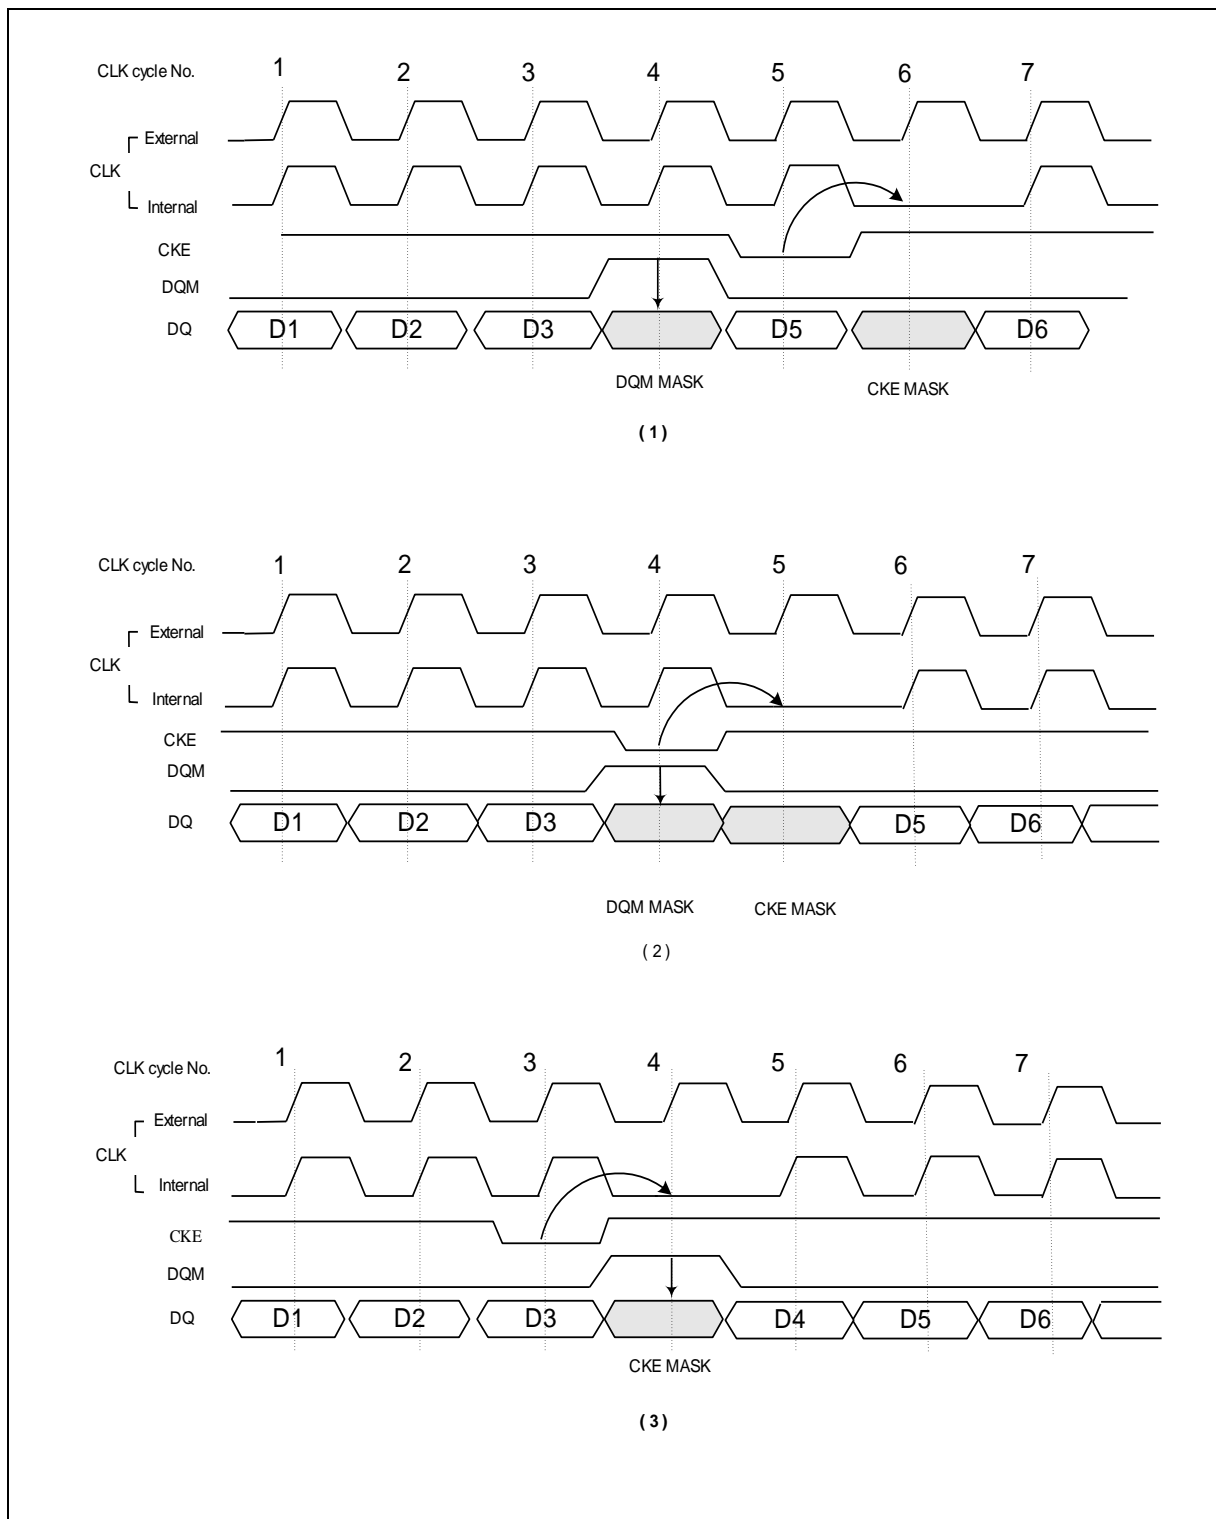 CLK cycle No. 1 2 3 4 5 6 7
External
CLK
Internal
CKE
DQM
DQ D1 D2 D3 D5 D6
DQM MASK CKE MASK
( 1 )
CLK cycle No. 1 2 3 4 5 6 7
External
CLK
Internal
CKE
DQM
DQ D1 D2 D3 D5 D6
DQM MASK CKE MASK
( 2 )
CLK cycle No. 1 2 3 4 5 6 7
External
CLK
Internal
CKE
DQM
DQ D1 D2 D3 D4 D5 D6
CKE MASK
( 3 )